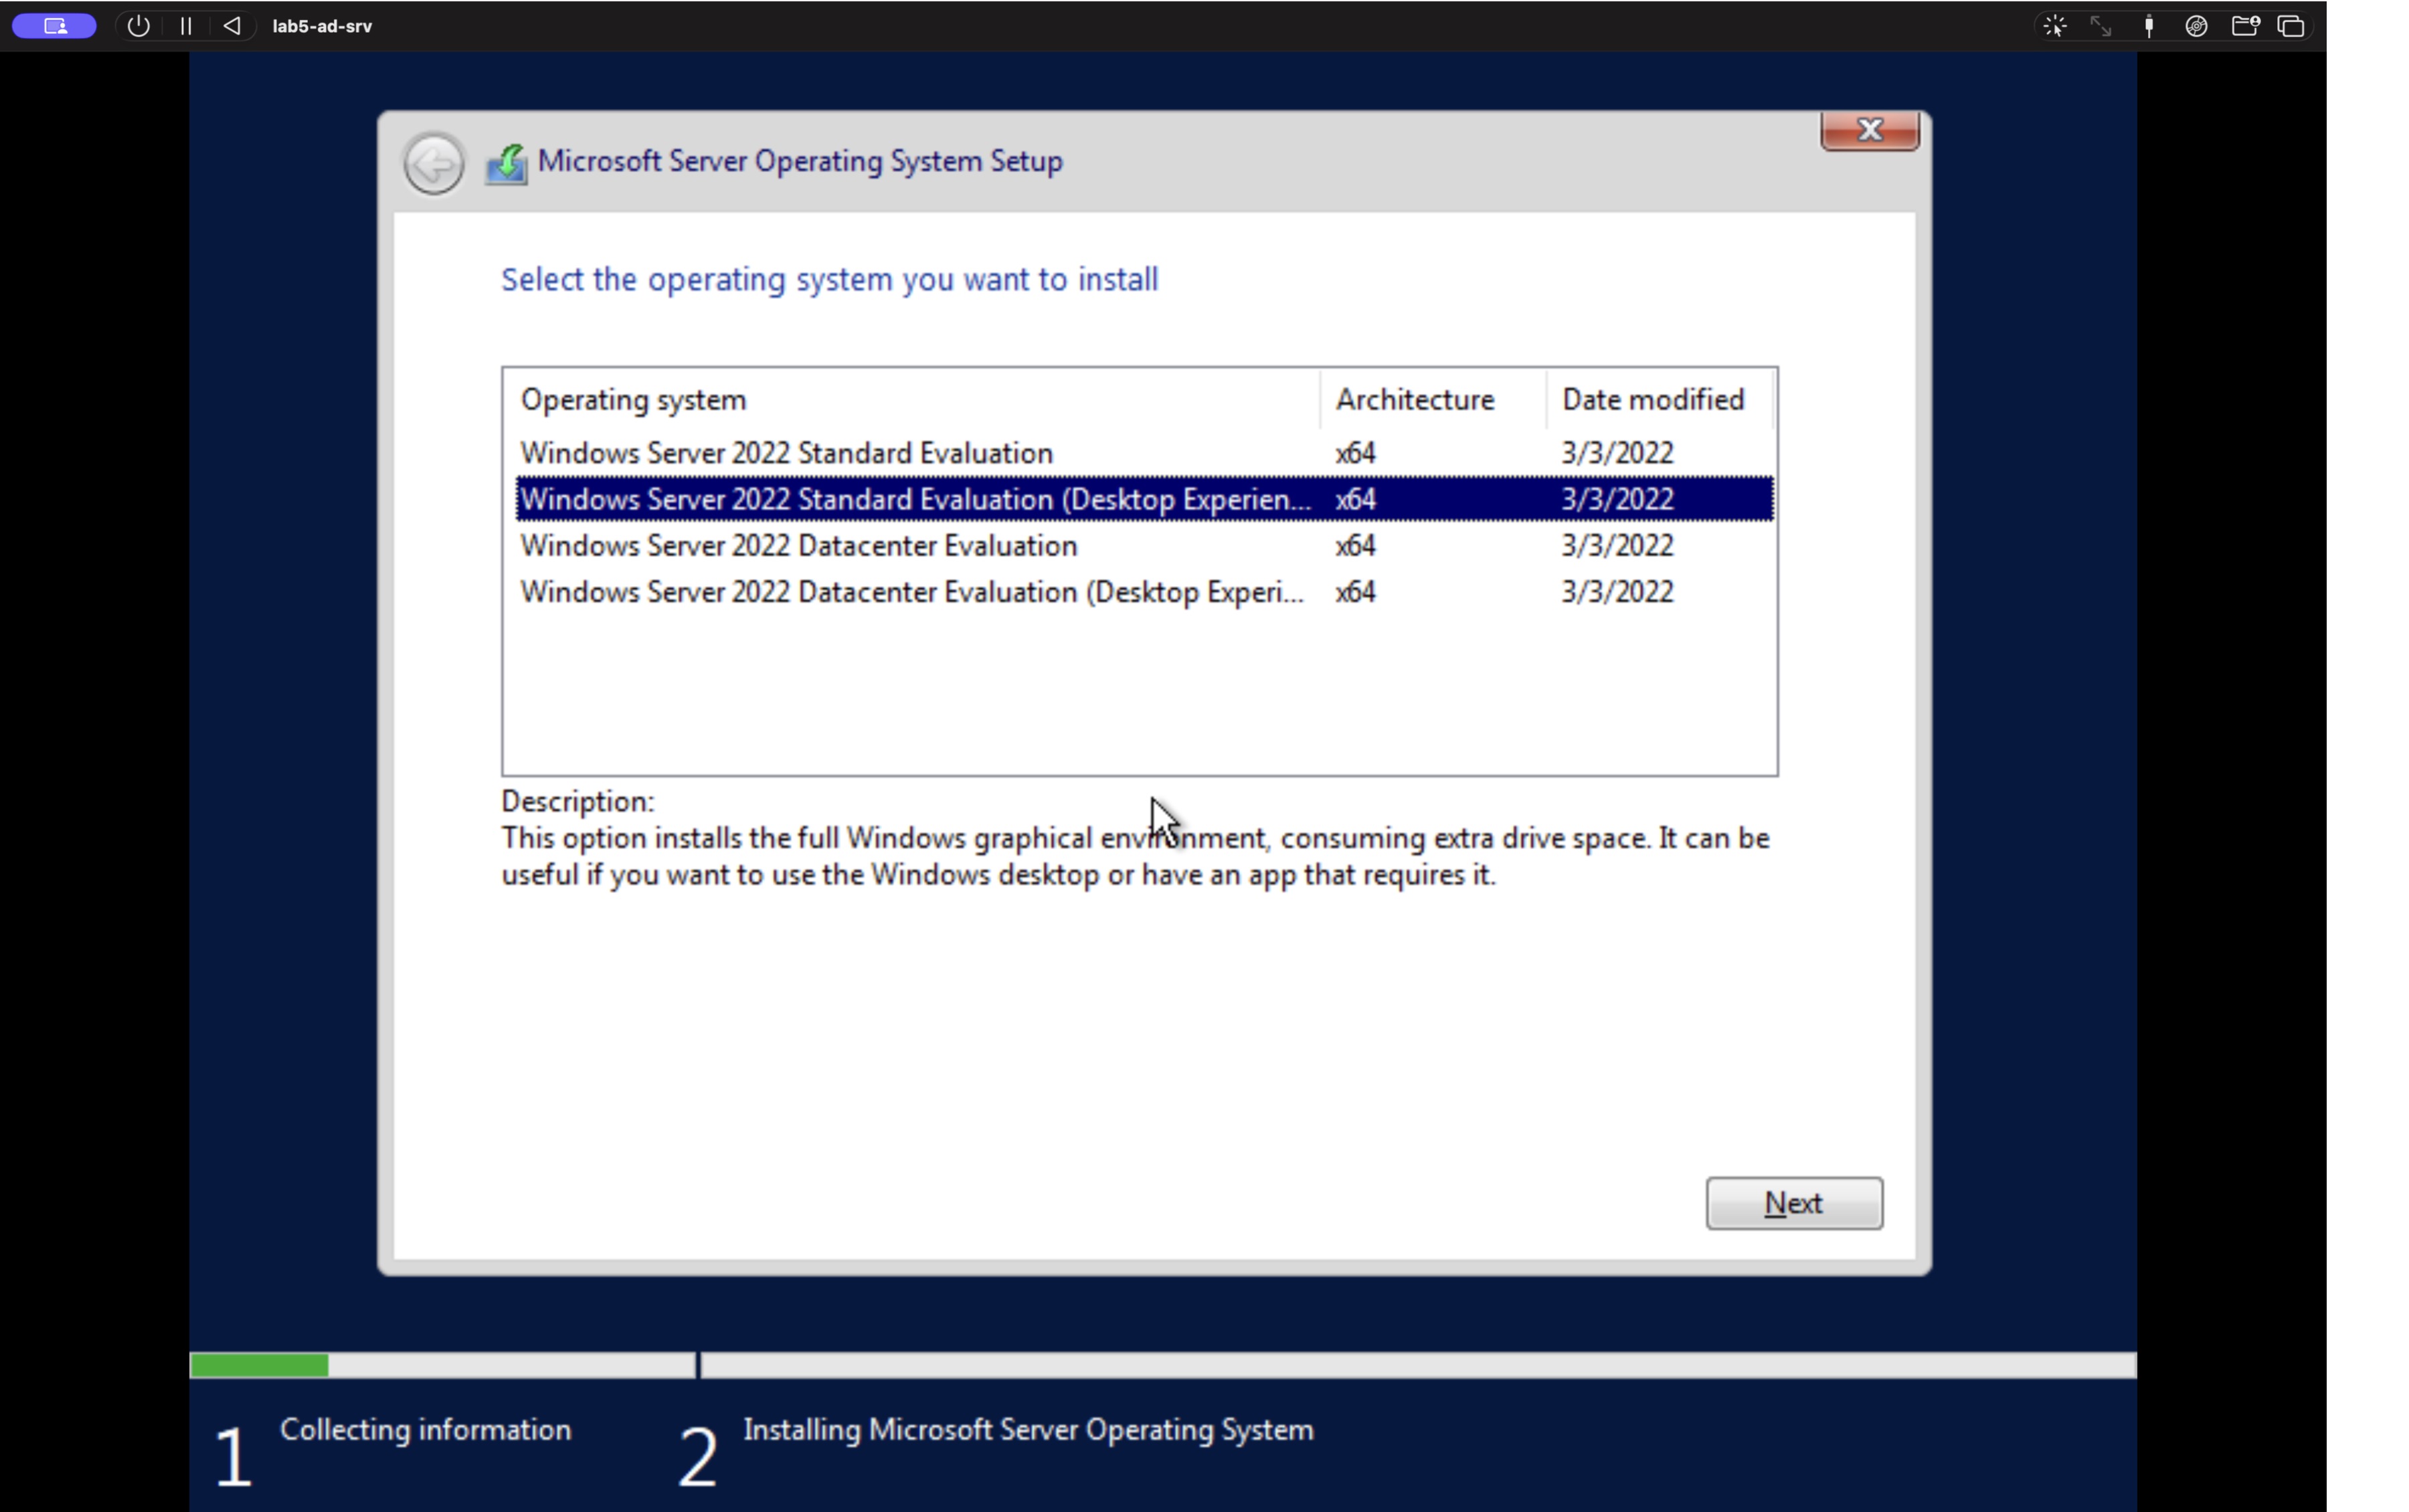 lab5-ad-srv
Microsoft Server Operating System Setup
Select the operating system you want to install
Operating system Architecture Date modified
Windows Server 2022 Standard Evaluation x64 3/3/2022
Windows Server 2022 Standard Evaluation (Desktop Experien... x64 3/3/2022
Windows Server 2022 Datacenter Evaluation x64 3/3/2022
Windows Server 2022 Datacenter Evaluation (Desktop Experi... x64 3/3/2022
Description:
This option installs the full Windows graphical environment, consuming extra drive space. It can be
useful if you want to use the Windows desktop or have an app that requires it.
Next
1 Collecting information 2 Installing Microsoft Server Operating System